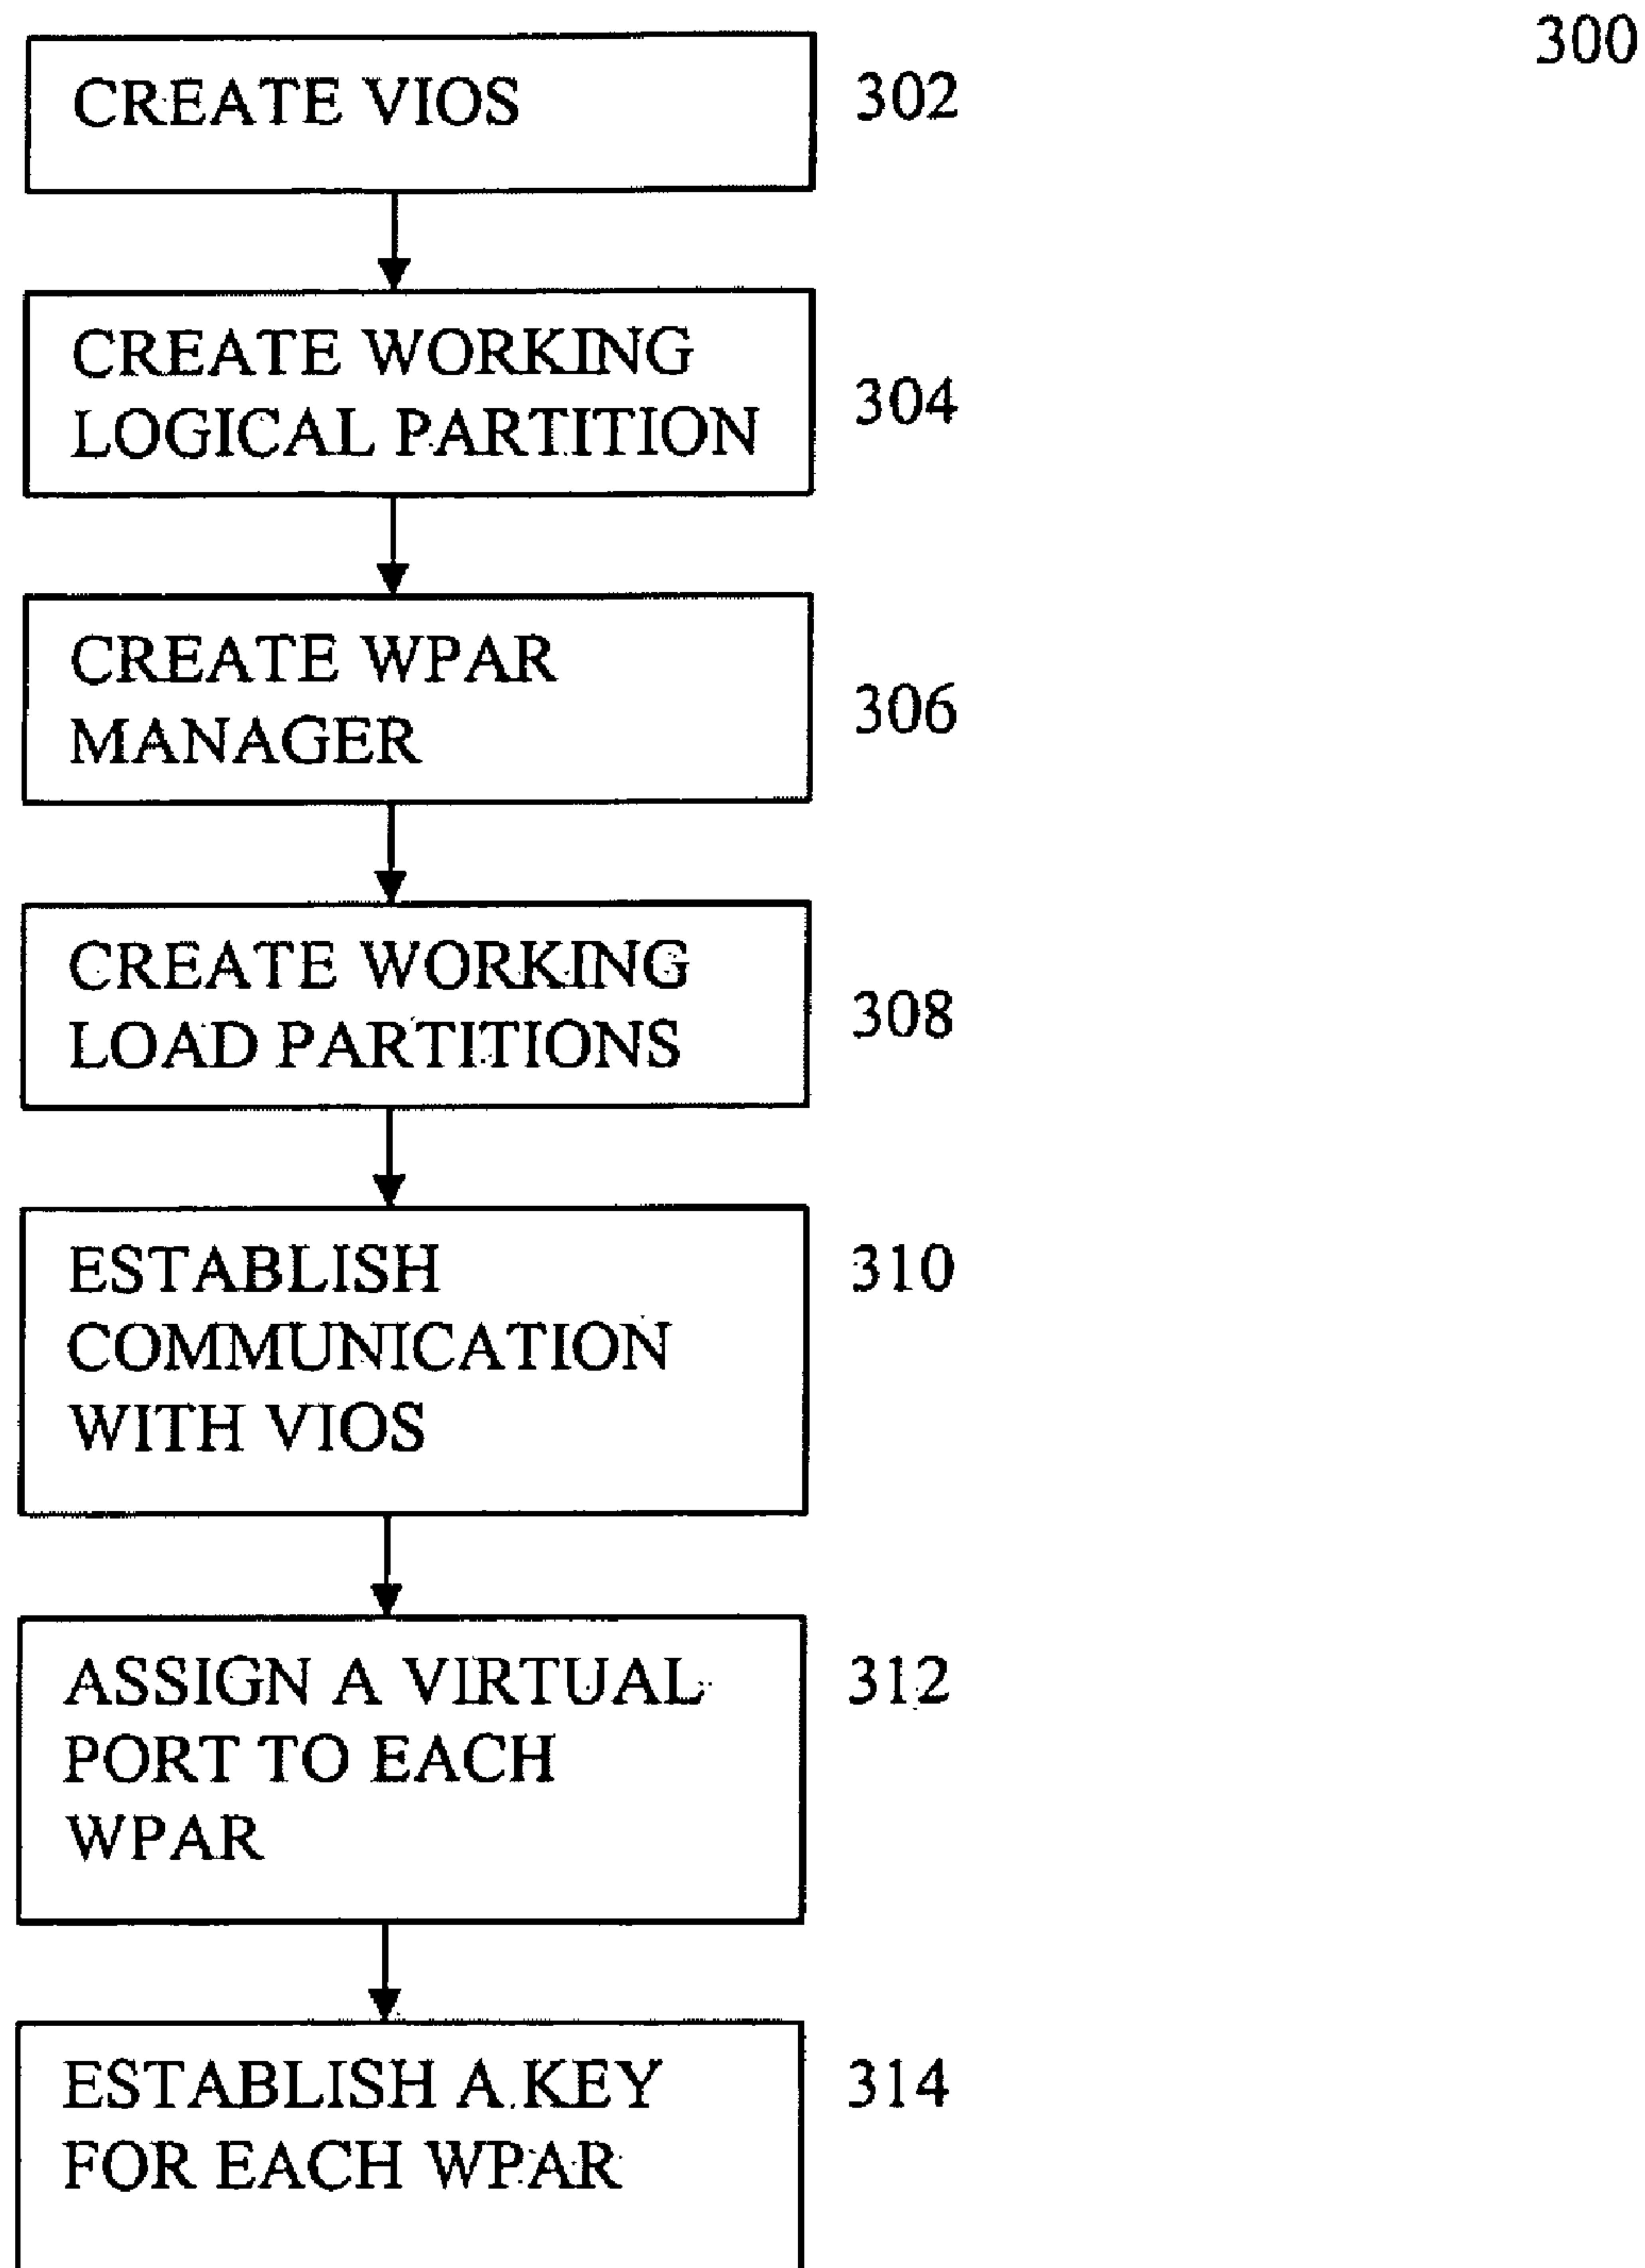 300
CREATE VIOS
302
CREATE WORKING
LOGICAL PARTITION
304
CREATE WPAR
MANAGER
306
CREATE WORKING
LOAD PARTITIONS
308
ESTABLISH
COMMUNICATION
WITH VIOS
310
ASSIGN A VIRTUAL
PORT TO EACH
WPAR
312
ESTABLISH A KEY
FOR EACH WPAR
314